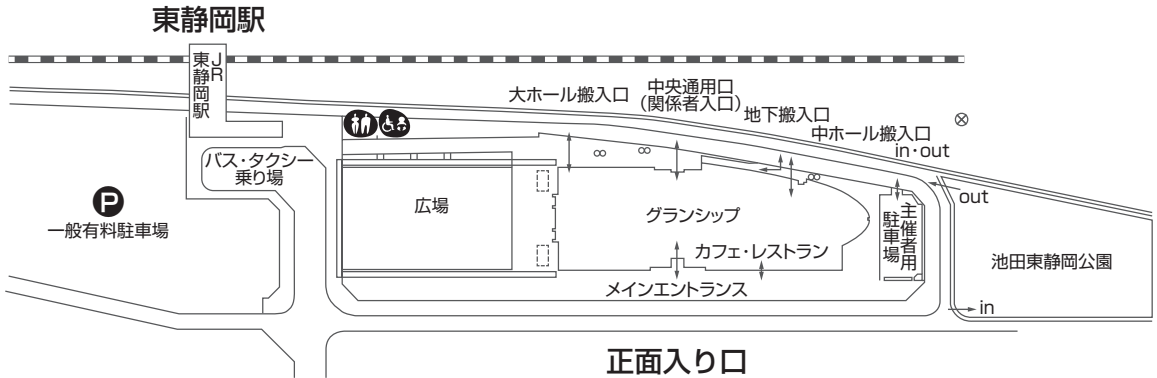 東静岡駅
JR
東静岡駅
大ホール搬入口
中央通用口
(関係者入口)
地下搬入口
中ホール搬入口
in・out
バス・タクシー
乗り場
P
一般有料駐車場
広場
グランシップ
カフェ・レストラン
主催者用
駐車場
out
池田東静岡公園
メインエントランス
in
正面入り口